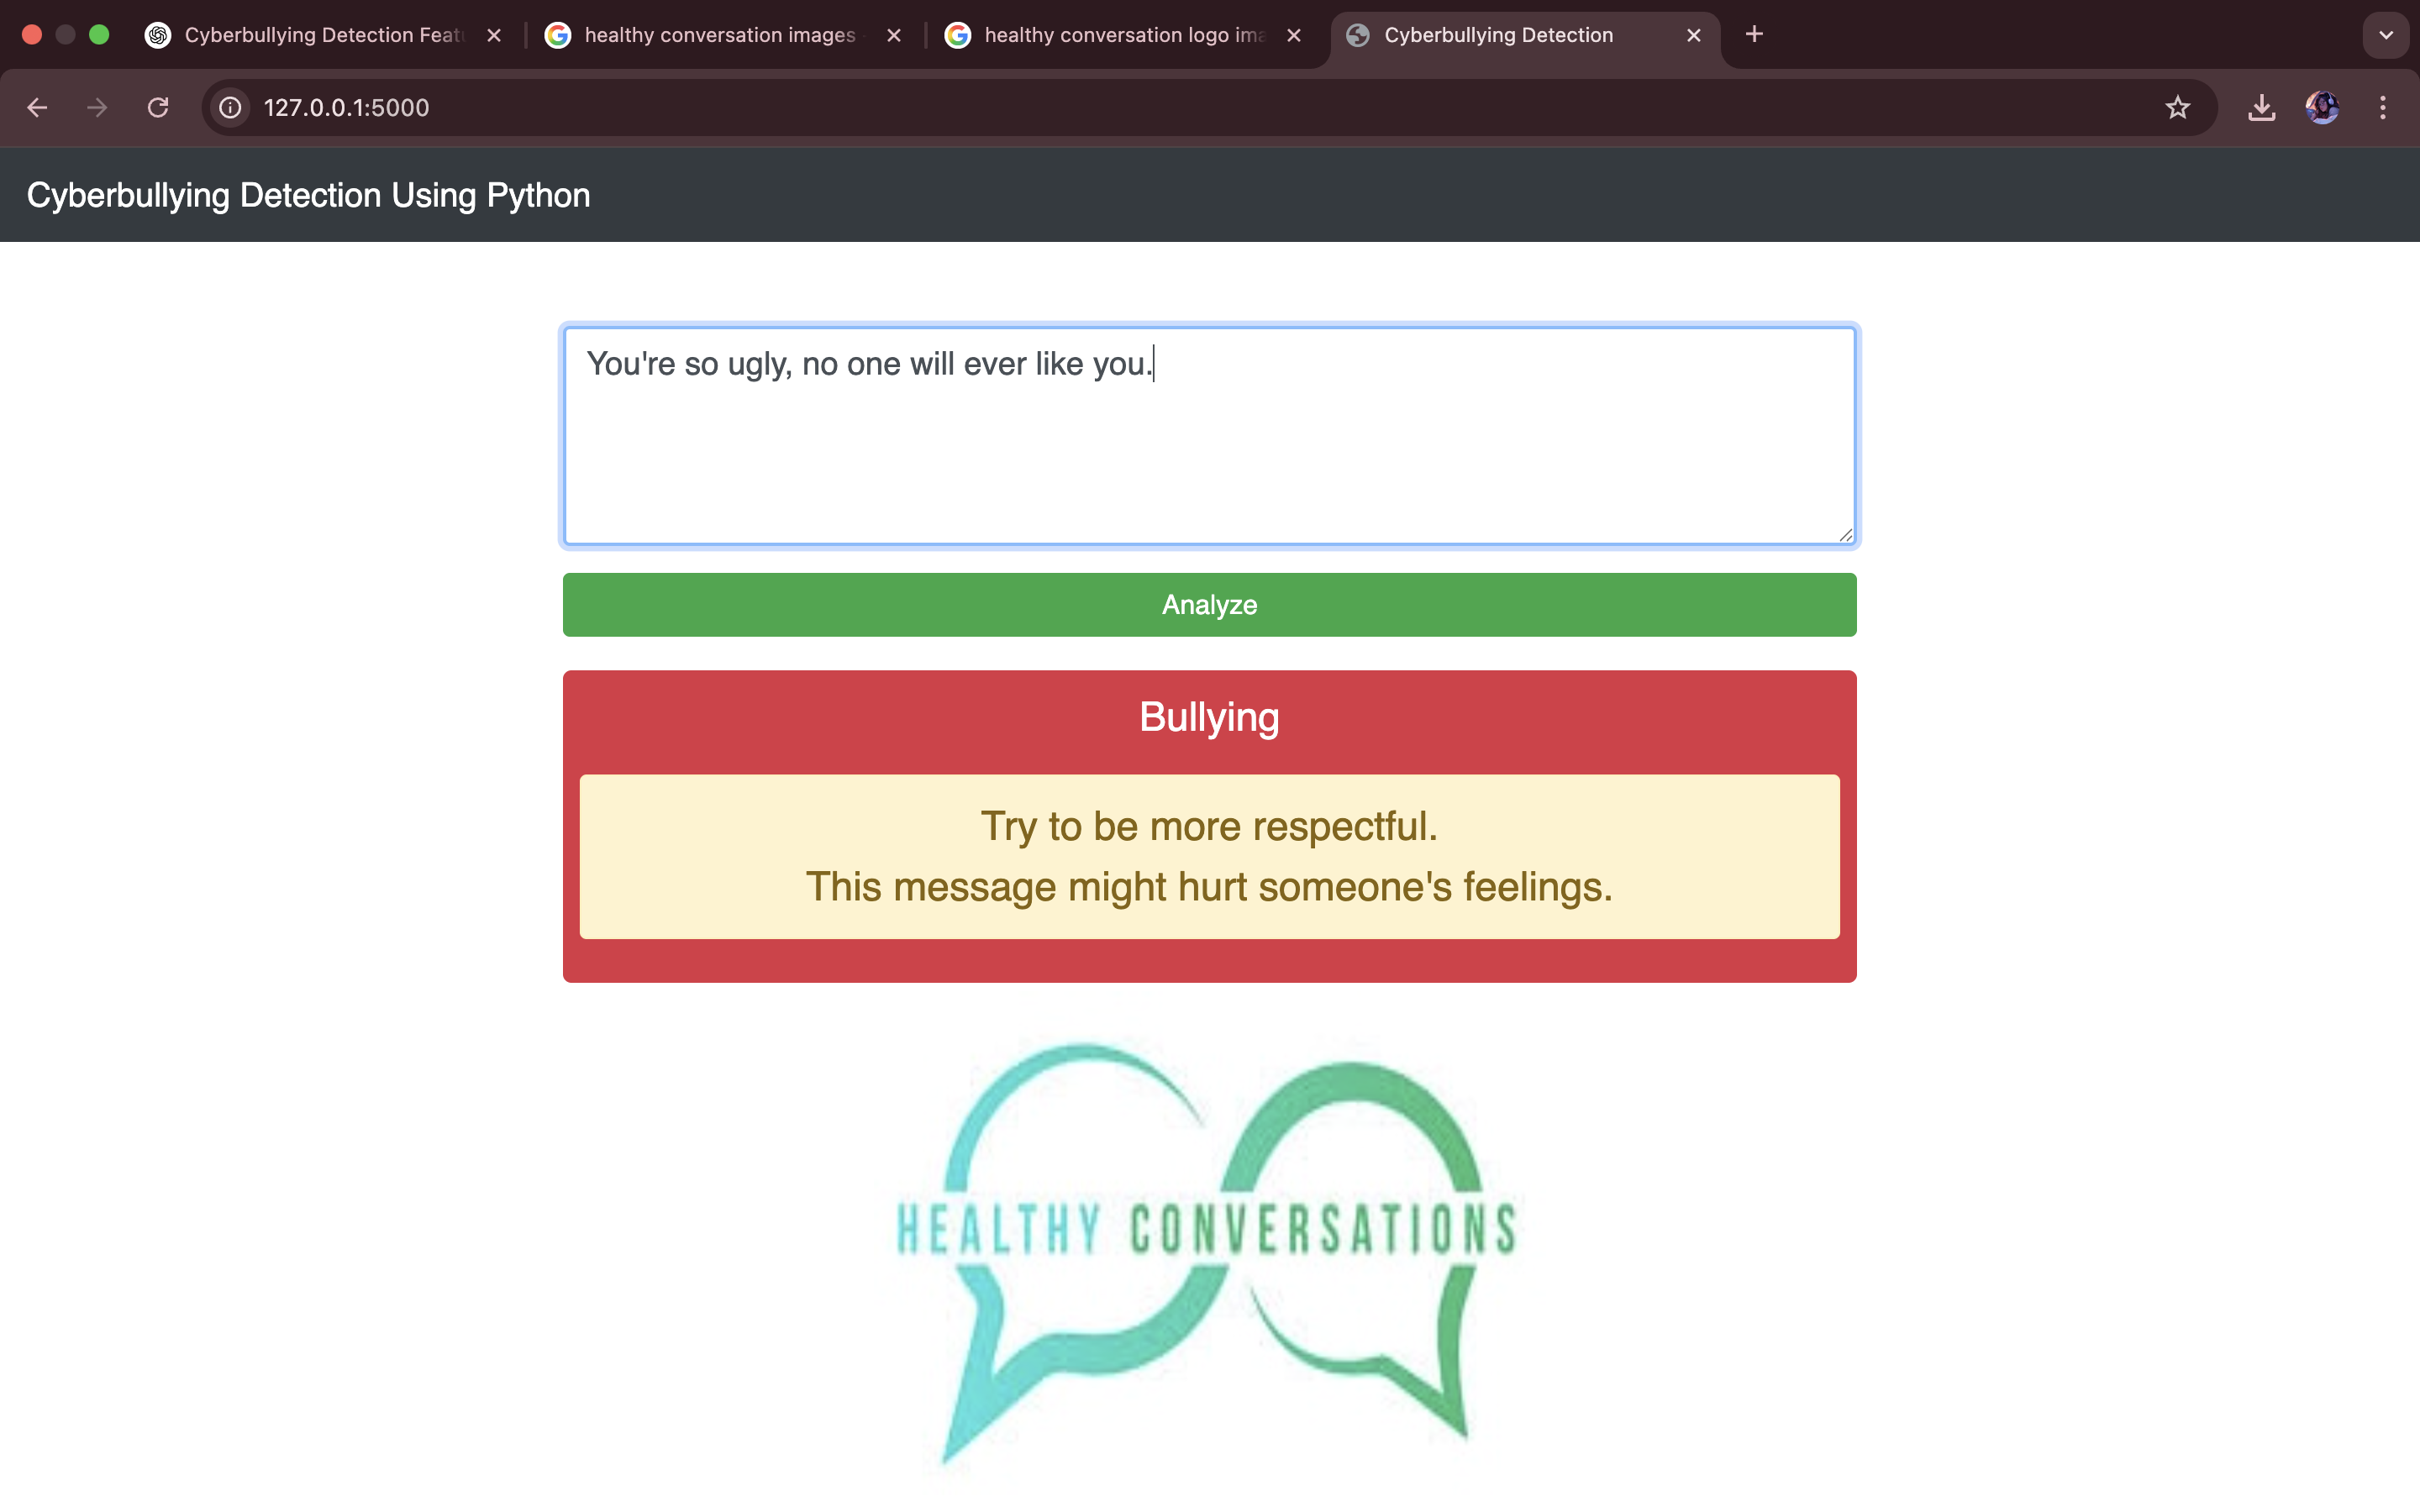 Cyberbullying Detection Feat
healthy conversation images
healthy conversation logo ima
Cyberbullying Detection
127.0.0.1:5000
Cyberbullying Detection Using Python
You're so ugly, no one will ever like you.
Analyze
Bullying
Try to be more respectful.
This message might hurt someone's feelings.
HEALTHY CONVERSATIONS